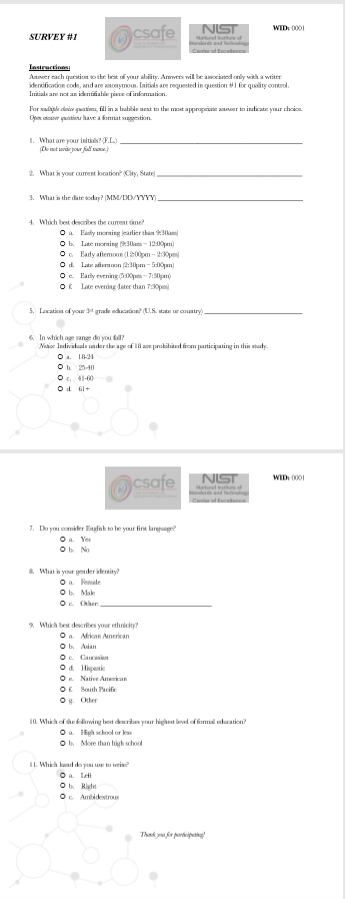 SURVEY #1
csafe
NIST
National Institute of
Standards and Technology
Center of Excellence
WID: 0001
Instructions:
Answer each question to the best of your ability. Answers will be associated only with a writer
identification code, and are anonymous. Initials are requested in question #1 for quality control.
Initials are not an identifiable piece of information.
For multiple choice questions, fill in a bubble next to the most appropriate answer to indicate your choice.
Open answer questions have a format suggestion.
1. What are your initials? (F.L.)
(Do not write your full name.)
2. What is your current location? (City, State)
3. What is the date today? (MM/DD/YYYY)
4. Which best describes the current time?
a. Early morning (earlier than 9:30am)
b. Late morning (9:30am – 12:00pm)
c. Early afternoon (12:00pm – 2:30pm)
d. Late afternoon (2:30pm – 5:00pm)
e. Early evening (5:00pm – 7:30pm)
f. Late evening (later than 7:30pm)
5. Location of your 3rd grade education? (U.S. state or country)
6. In which age range do you fall?
Notice: Individuals under the age of 18 are prohibited from participating in this study.
a. 18-24
b. 25-40
c. 41-60
d. 61+
csafe
NIST
National Institute of
Standards and Technology
Center of Excellence
WID: 0001
7. Do you consider English to be your first language?
a. Yes
b. No
8. What is your gender identity?
a. Female
b. Male
c. Other:
9. Which best describes your ethnicity?
a. African American
b. Asian
c. Caucasian
d. Hispanic
e. Native American
f. South Pacific
g. Other
10. Which of the following best describes your highest level of formal education?
a. High school or less
b. More than high school
11. Which hand do you use to write?
a. Left
b. Right
c. Ambidextrous
Thank you for participating!